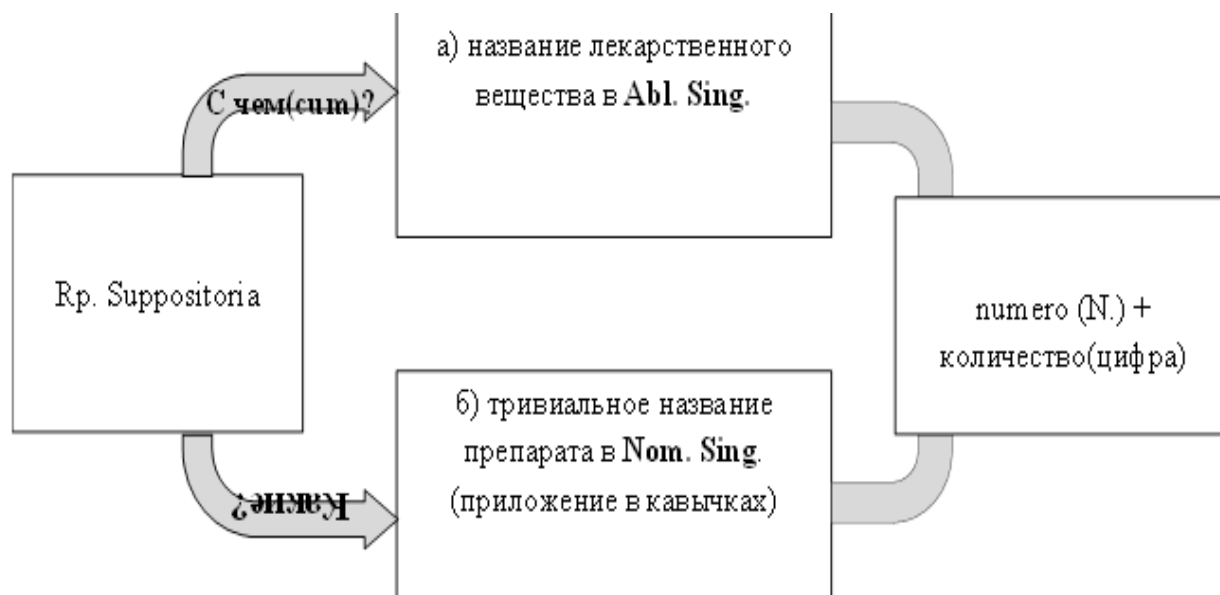 Rp. Suppositoria
С чем(cum)?
а) название лекарственного
вещества в Abl. Sing.
Какие?
б) тривиальное название
препарата в Nom. Sing.
(приложение в кавычках)
numero (N.) +
количество(цифра)